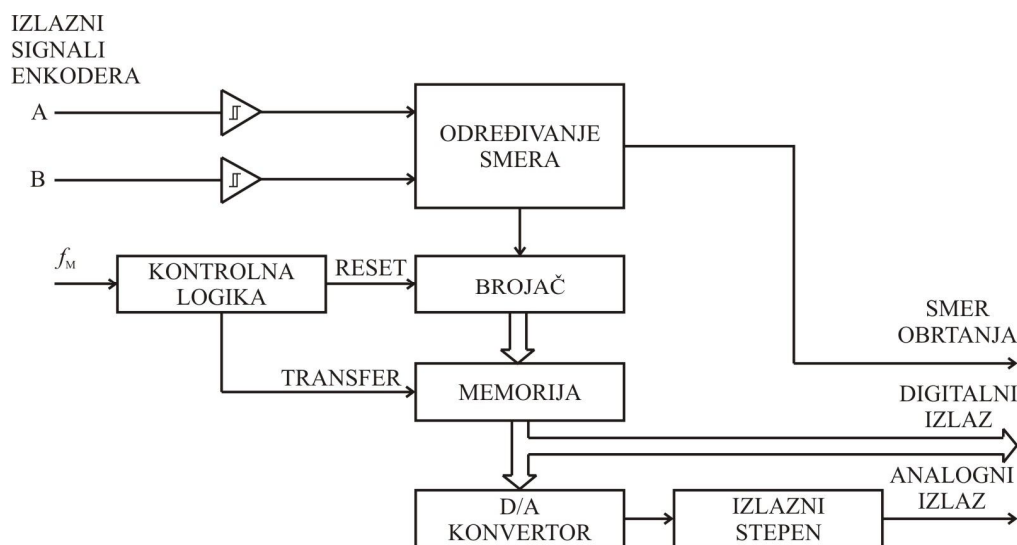 IZLAZNI
SIGNALI
ENKODERA
A
B
ODREĐIVANJE
SMERA
f_M
KONTROLNA
LOGIKA
RESET
BROJAČ
SMER
OBRTANJA
TRANSFER
MEMORIJA
DIGITALNI
IZLAZ
D/A
KONVERTOR
IZLAZNI
STEPEN
ANALOGNI
IZLAZ